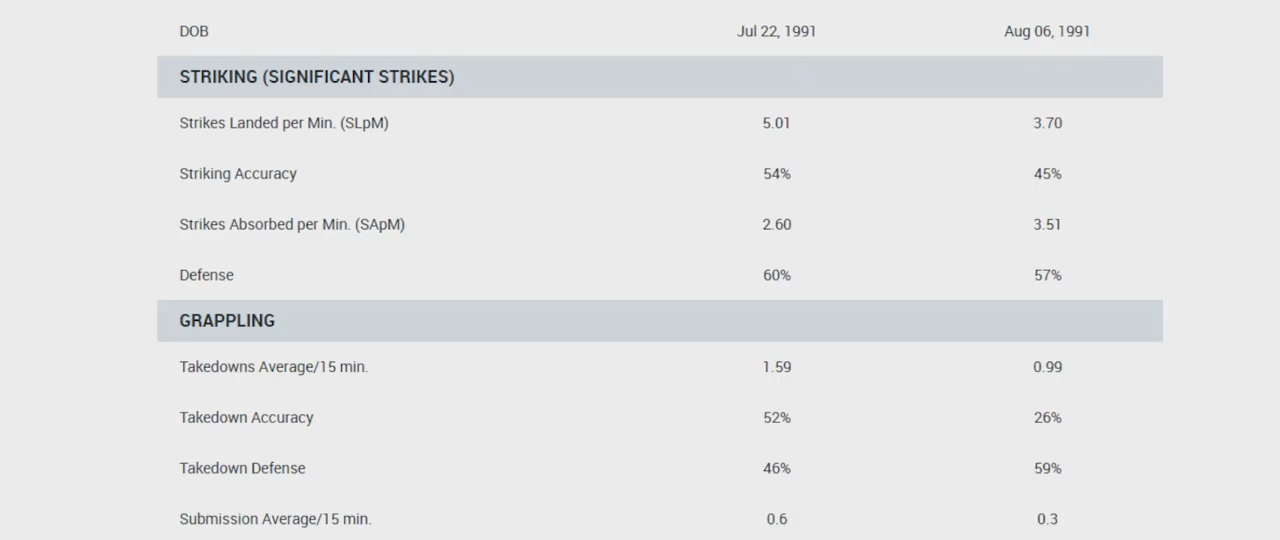 DOB Jul 22, 1991 Aug 06, 1991
STRIKING (SIGNIFICANT STRIKES)
Strikes Landed per Min. (SLpM) 5.01 3.70
Striking Accuracy 54% 45%
Strikes Absorbed per Min. (SApM) 2.60 3.51
Defense 60% 57%
GRAPPLING
Takedowns Average/15 min. 1.59 0.99
Takedown Accuracy 52% 26%
Takedown Defense 46% 59%
Submission Average/15 min. 0.6 0.3